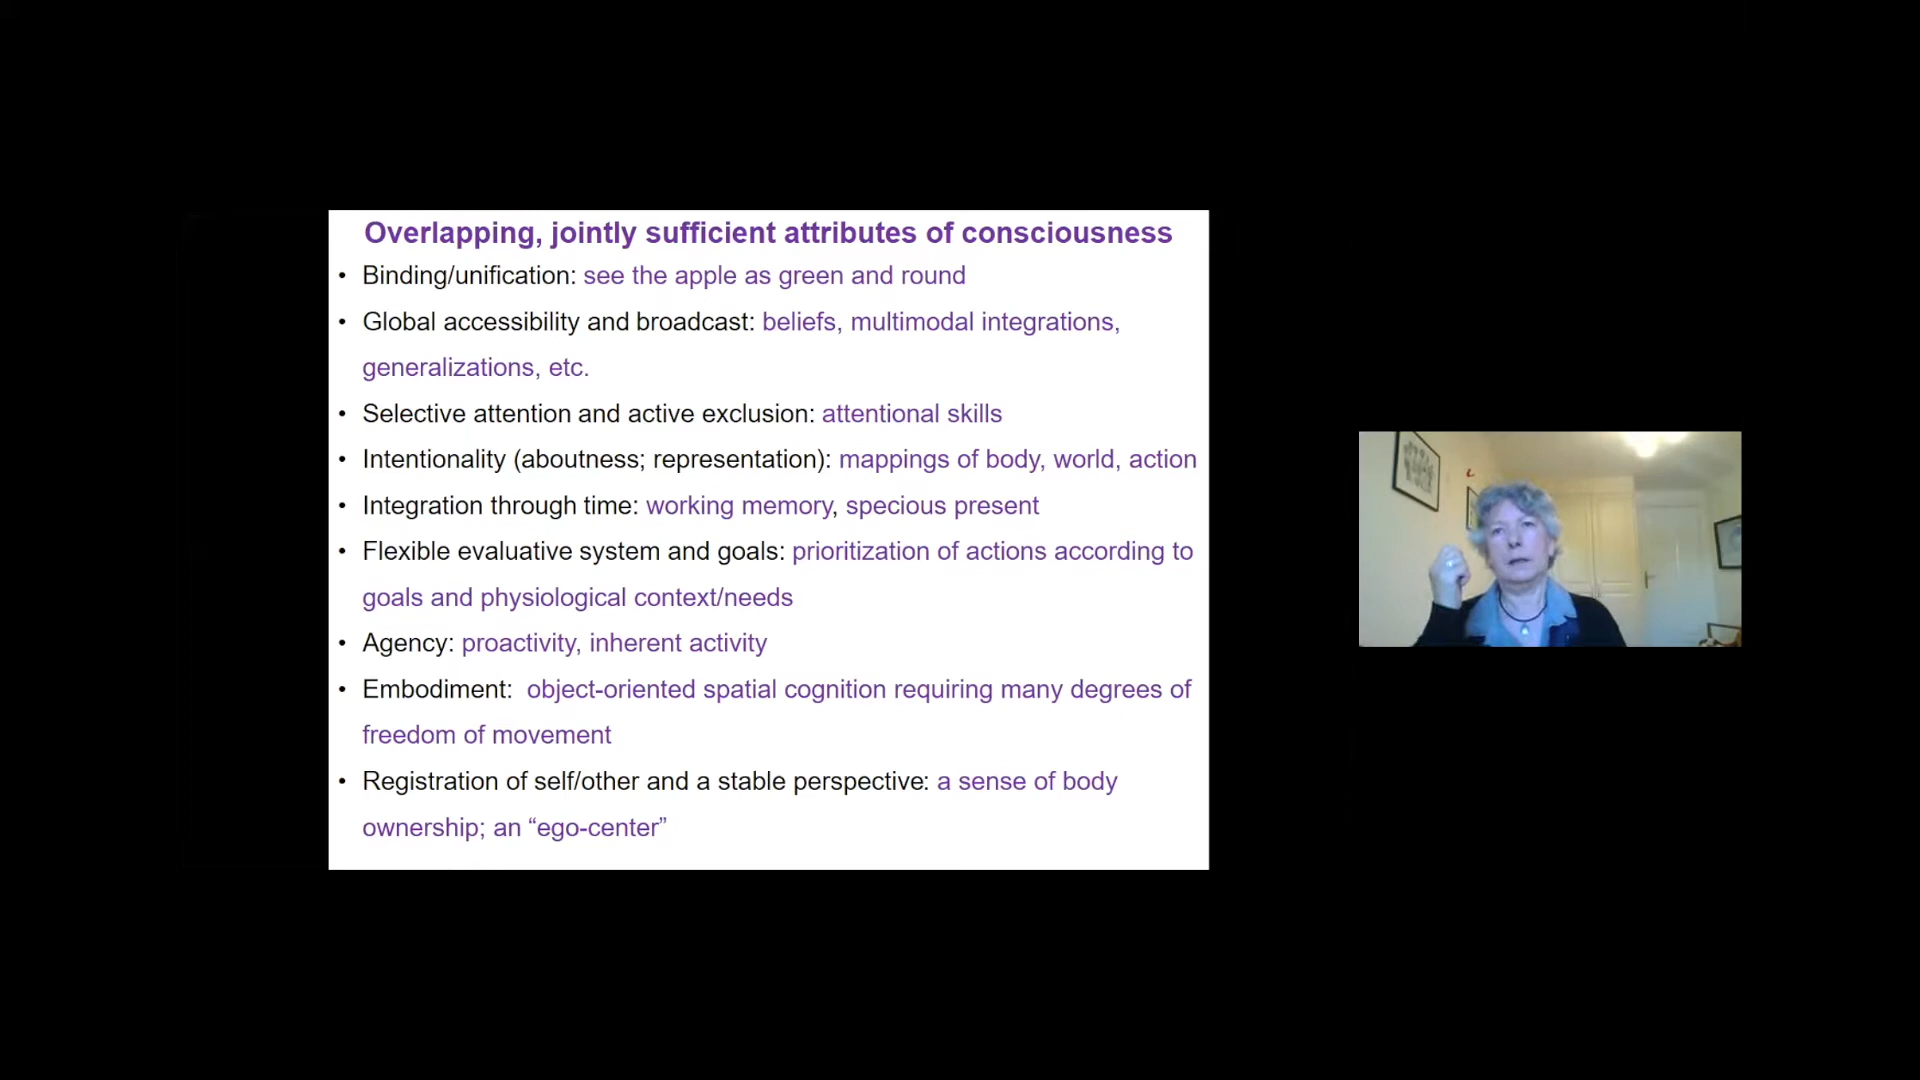 Overlapping, jointly sufficient attributes of consciousness
• Binding/unification: see the apple as green and round
• Global accessibility and broadcast: beliefs, multimodal integrations,
generalizations, etc.
• Selective attention and active exclusion: attentional skills
• Intentionality (aboutness; representation): mappings of body, world, action
• Integration through time: working memory, specious present
• Flexible evaluative system and goals: prioritization of actions according to
goals and physiological context/needs
• Agency: proactivity, inherent activity
• Embodiment: object-oriented spatial cognition requiring many degrees of
freedom of movement
• Registration of self/other and a stable perspective: a sense of body
ownership; an “ego-center”